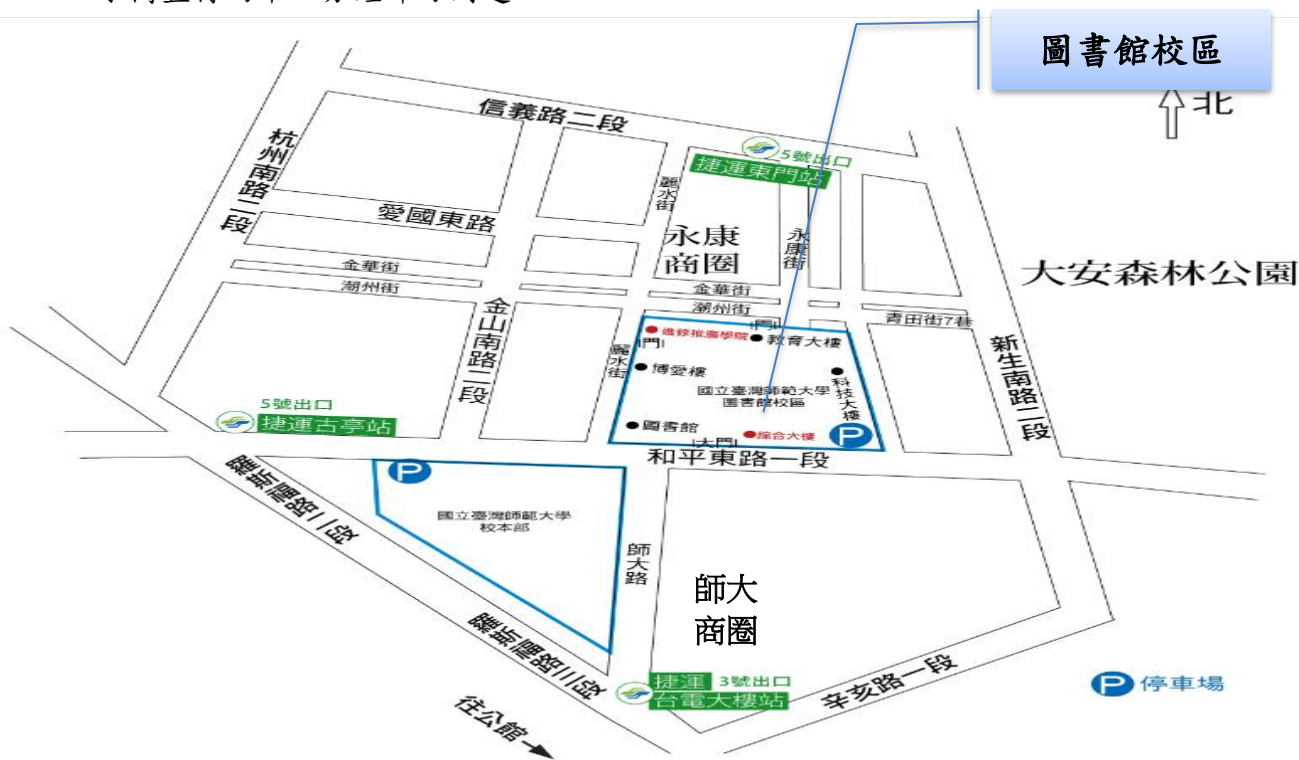 圖書館校區
北
信義路二段
杭州南路二段
5號出口
捷運東門站
麗水街
愛國東路
永康商圈
永康街
大安森林公園
金華街
金華街
潮州街
潮州街
青田街7巷
金山南路二段
進修推廣學院
門
門
教育大樓
新生南路二段
麗水街
博愛樓
科技大樓
國立臺灣師範大學
圖書館校區
5號出口
捷運古亭站
圖書館
大門
綜合大樓
P
和平東路一段
羅斯福路二段
P
國立臺灣師範大學
校本部
師大路
師大
商圈
羅斯福路三段
捷運 3號出口
台電大樓站
辛亥路一段
P 停車場
往公館